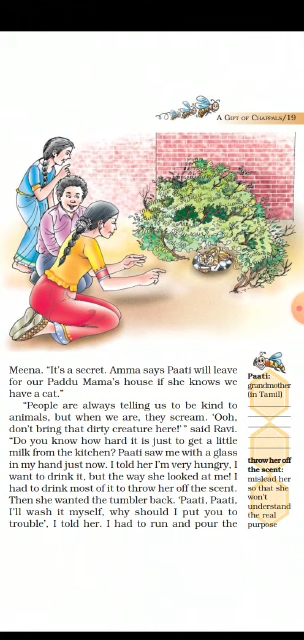 A GIFT OF CHAPPALS/19
Meena. "It's a secret. Amma says Paati will leave
for our Paddu Mama's house if she knows we
have a cat."
"People are always telling us to be kind to
animals, but when we are, they scream. 'Ooh,
don't bring that dirty creature here!'" said Ravi.
"Do you know how hard it is just to get a little
milk from the kitchen? Paati saw me with a glass
in my hand just now. I told her I'm very hungry, I
want to drink it, but the way she looked at me! I
had to drink most of it to throw her off the scent.
Then she wanted the tumbler back. 'Paati, Paati,
I'll wash it myself, why should I put you to
trouble', I told her. I had to run and pour the
Paati:
grandmother
(in Tamil)
throw her off
the scent:
mislead her
so that she
won't
understand
the real
purpose